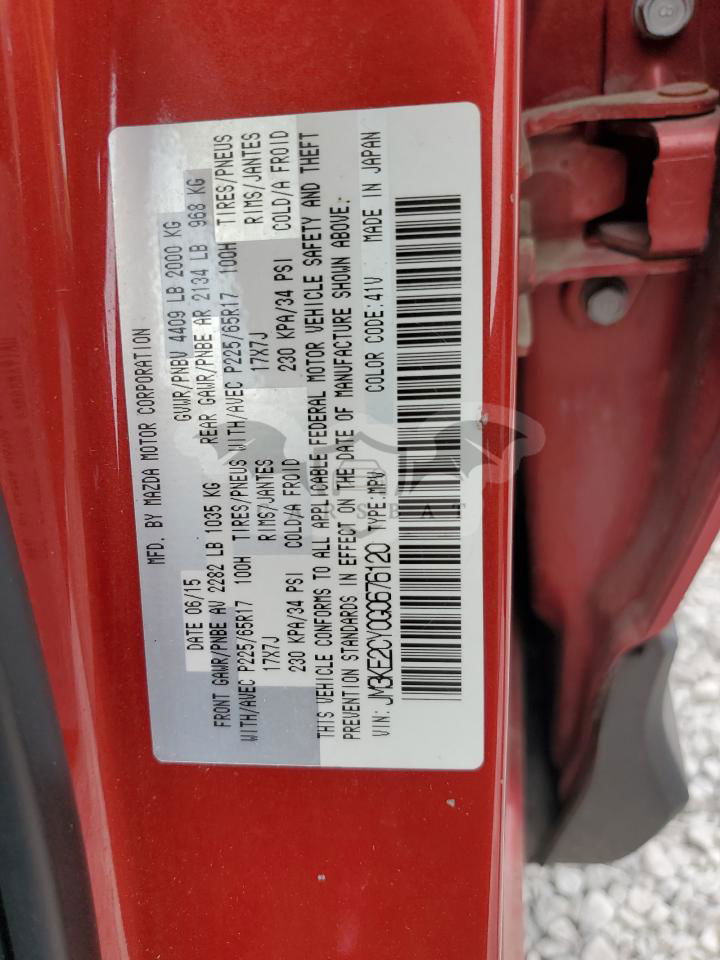 MFD. BY MAZDA MOTOR CORPORATION
DATE 06/15 GVWR/PNBV 4409 LB 2000 KG
FRONT GAWR/PNBE AV 2282 LB 1035 KG REAR GAWR/PNBE AR 2134 LB 968 KG
WITH/AVEC P225/65R17 100H TIRES/PNEUS WITH/AVEC P225/65R17 100H TIRES/PNEUS
17X7J RIMS/JANTES 17X7J RIMS/JANTES
230 KPA/34 PSI COLD/A FROID 230 KPA/34 PSI COLD/A FROID
THIS VEHICLE CONFORMS TO ALL APPLICABLE FEDERAL MOTOR VEHICLE SAFETY AND THEFT
PREVENTION STANDARDS IN EFFECT ON THE DATE OF MANUFACTURE SHOWN ABOVE.
VIN: JM3KE2CY0G0676120 TYPE:MPV COLOR CODE:41V MADE IN JAPAN
CARSBAT